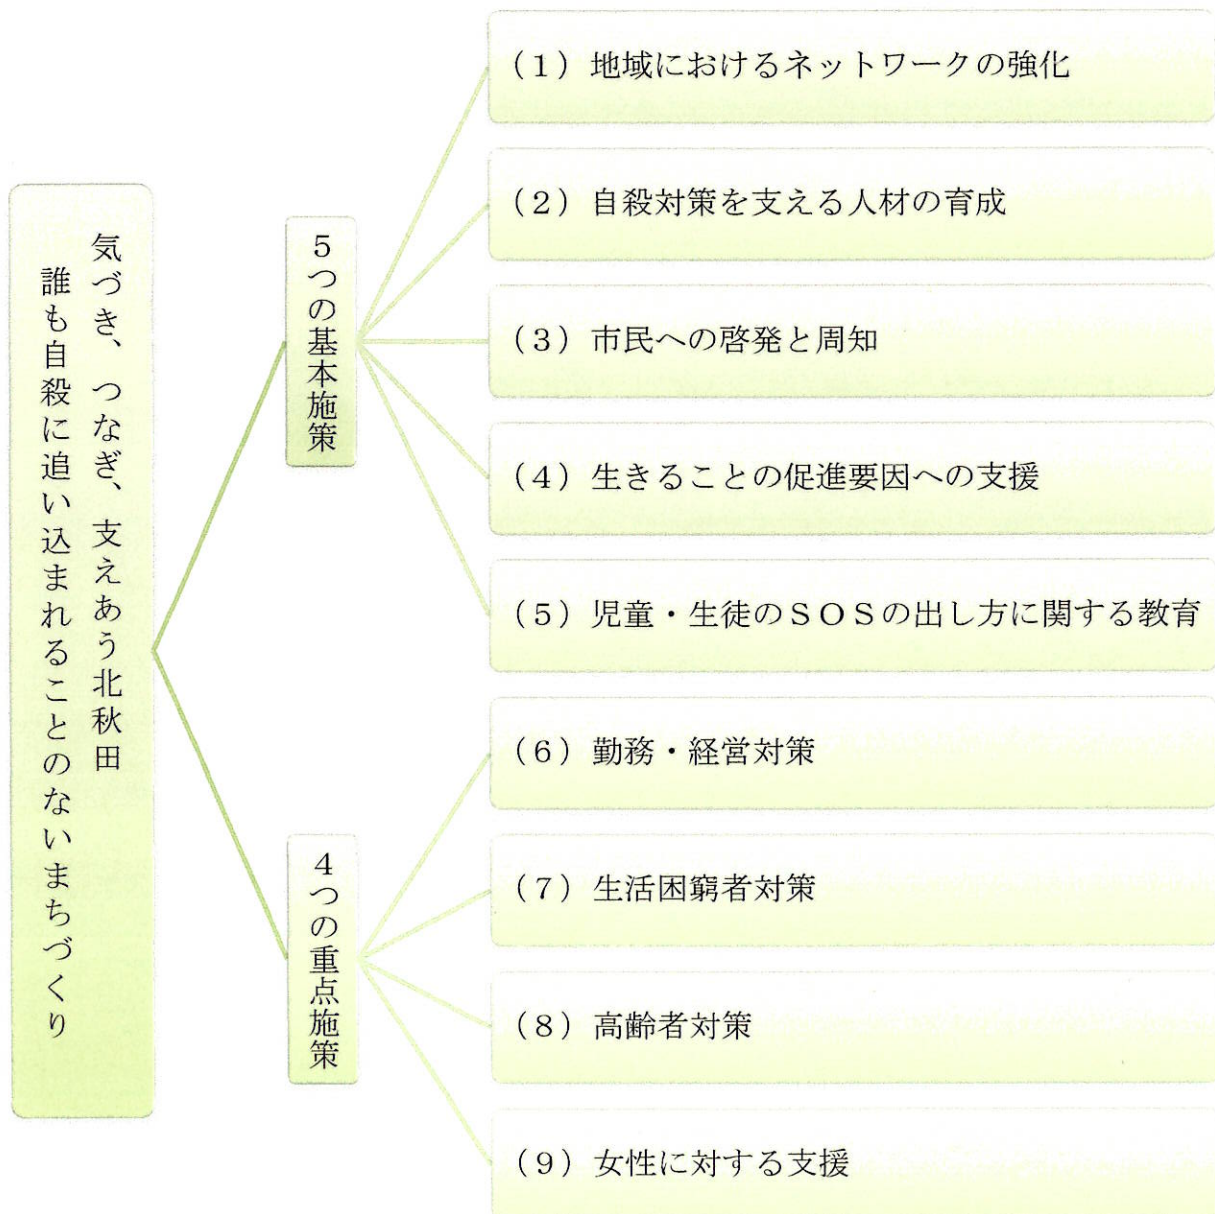 気づき、つなぎ、支えあう北秋田
誰も自殺に追い込まれることのないまちづくり
5つの基本施策
(1)地域におけるネットワークの強化
(2)自殺対策を支える人材の育成
(3)市民への啓発と周知
(4)生きることの促進要因への支援
(5)児童・生徒のSOSの出し方に関する教育
4つの重点施策
(6)勤務・経営対策
(7)生活困窮者対策
(8)高齢者対策
(9)女性に対する支援